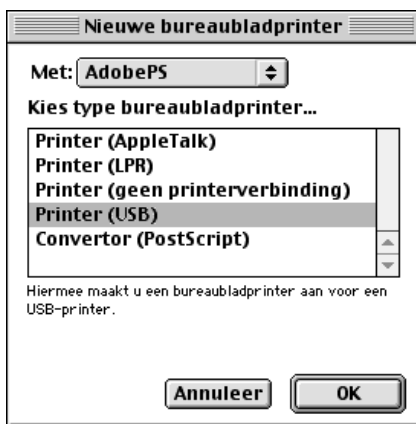 Nieuwe bureaubladprinter
Met: AdobePS
Kies type bureaubladprinter...
Printer (AppleTalk)
Printer (LPR)
Printer (geen printerverbinding)
Printer (USB)
Convertor (PostScript)
Hiermee maakt u een bureaubladprinter aan voor een
USB-printer.
Annuleer OK